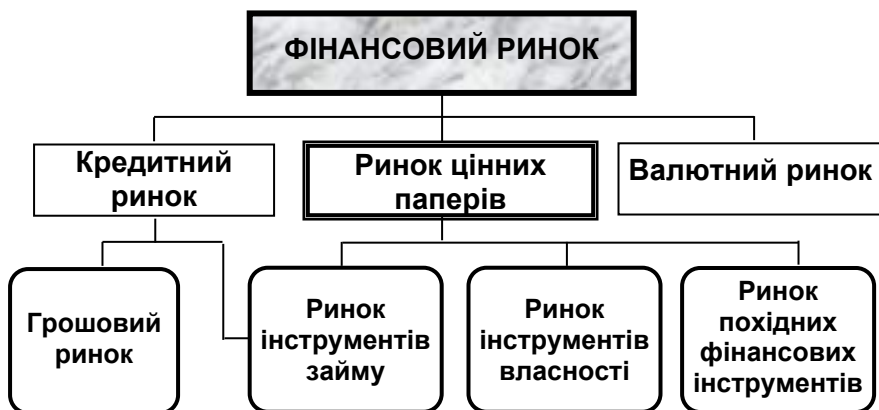 ФІНАНСОВИЙ РИНОК
Кредитний
ринок
Ринок цінних
паперів
Валютний ринок
Грошовий
ринок
Ринок
інструментів
займу
Ринок
інструментів
власності
Ринок
похідних
фінансових
інструментів